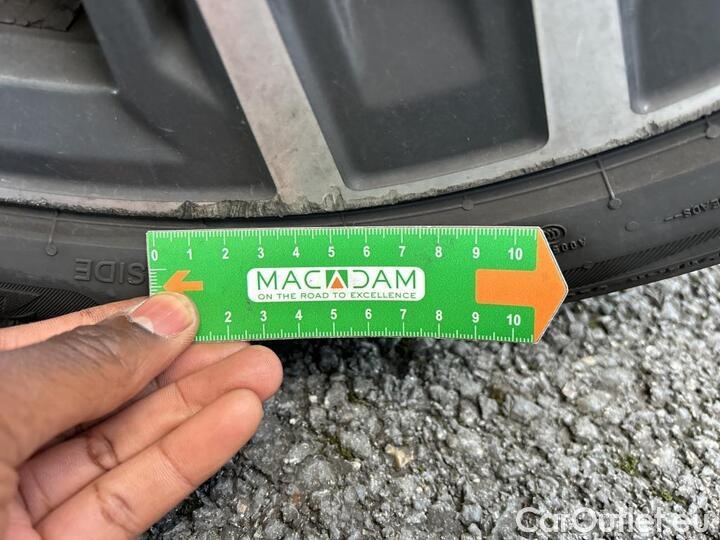 0 1 2 3 4 5 6 7 8 9 10
MACADAM
ON THE ROAD TO EXCELLENCE
2 3 4 5 6 7 8 9 10
SIDE
CarOutlet.eu